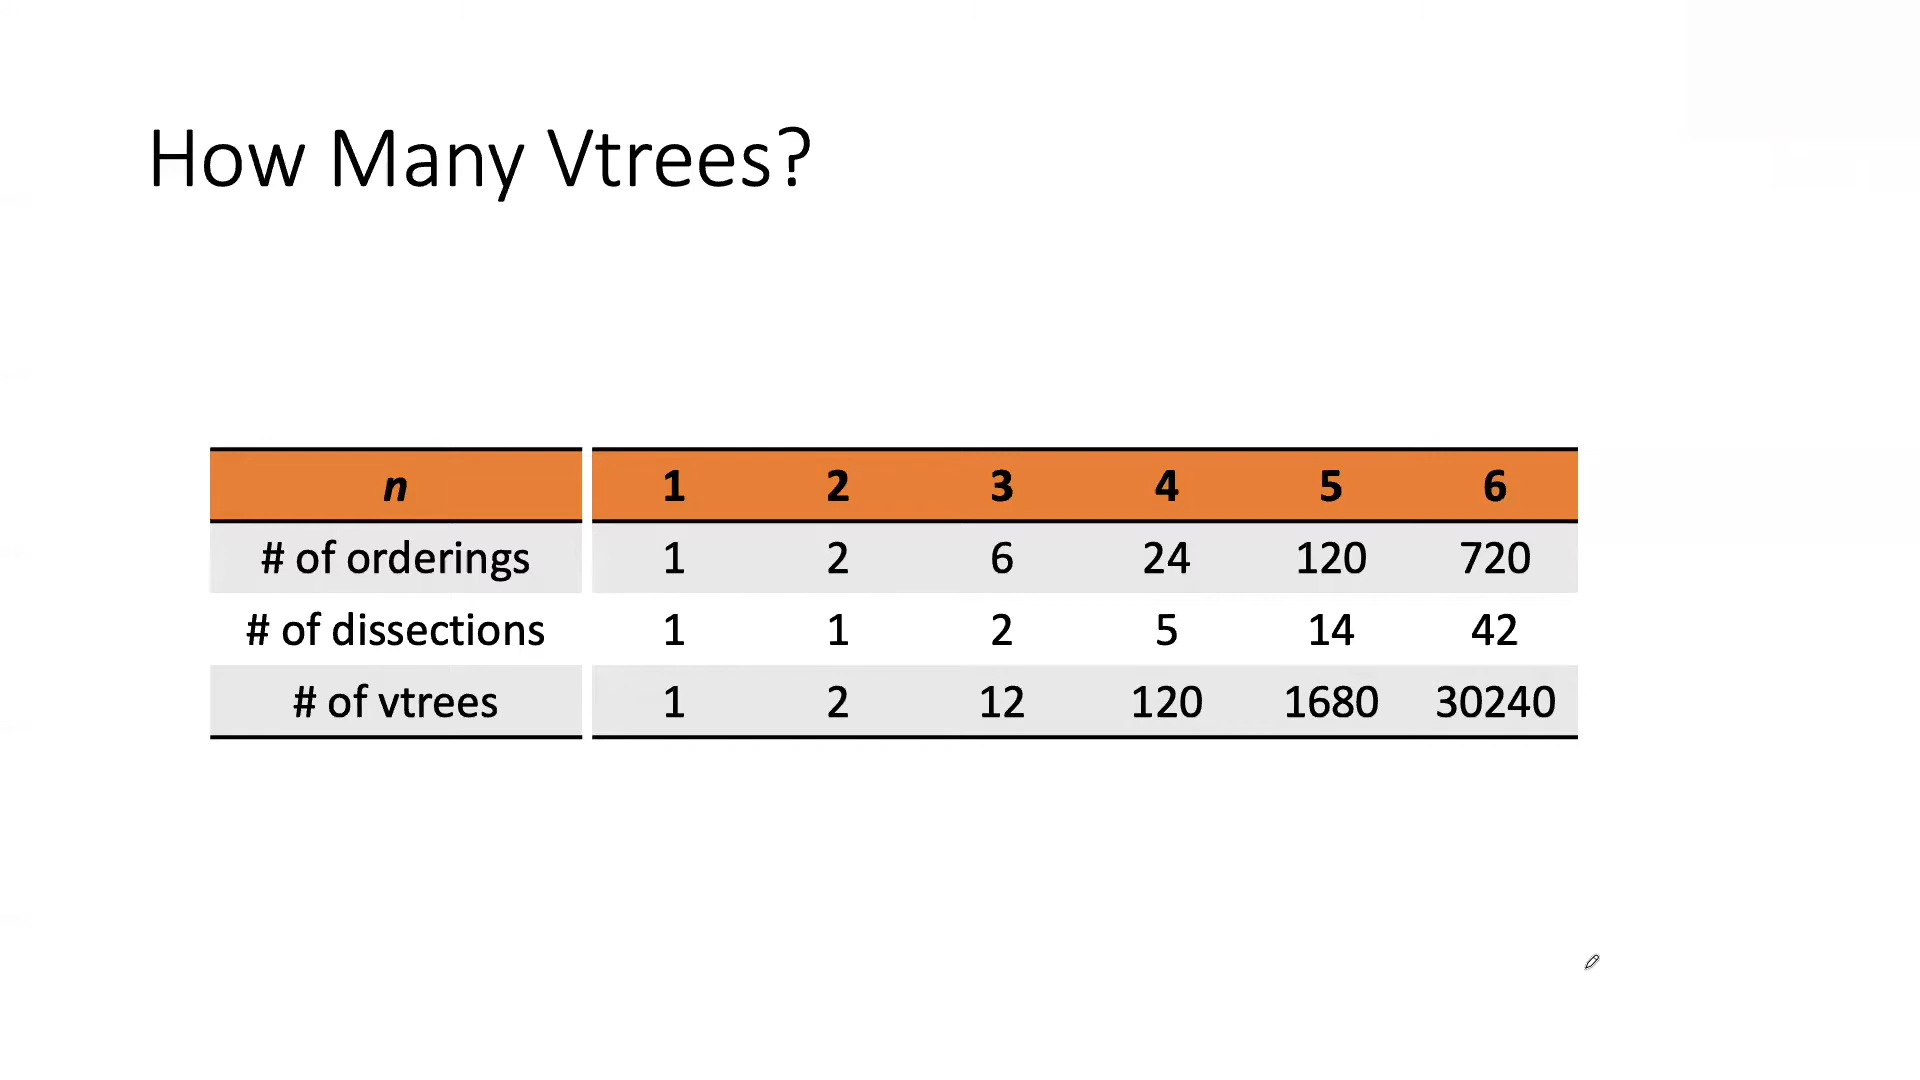 How Many Vtrees?
n 1 2 3 4 5 6
# of orderings 1 2 6 24 120 720
# of dissections 1 1 2 5 14 42
# of vtrees 1 2 12 120 1680 30240